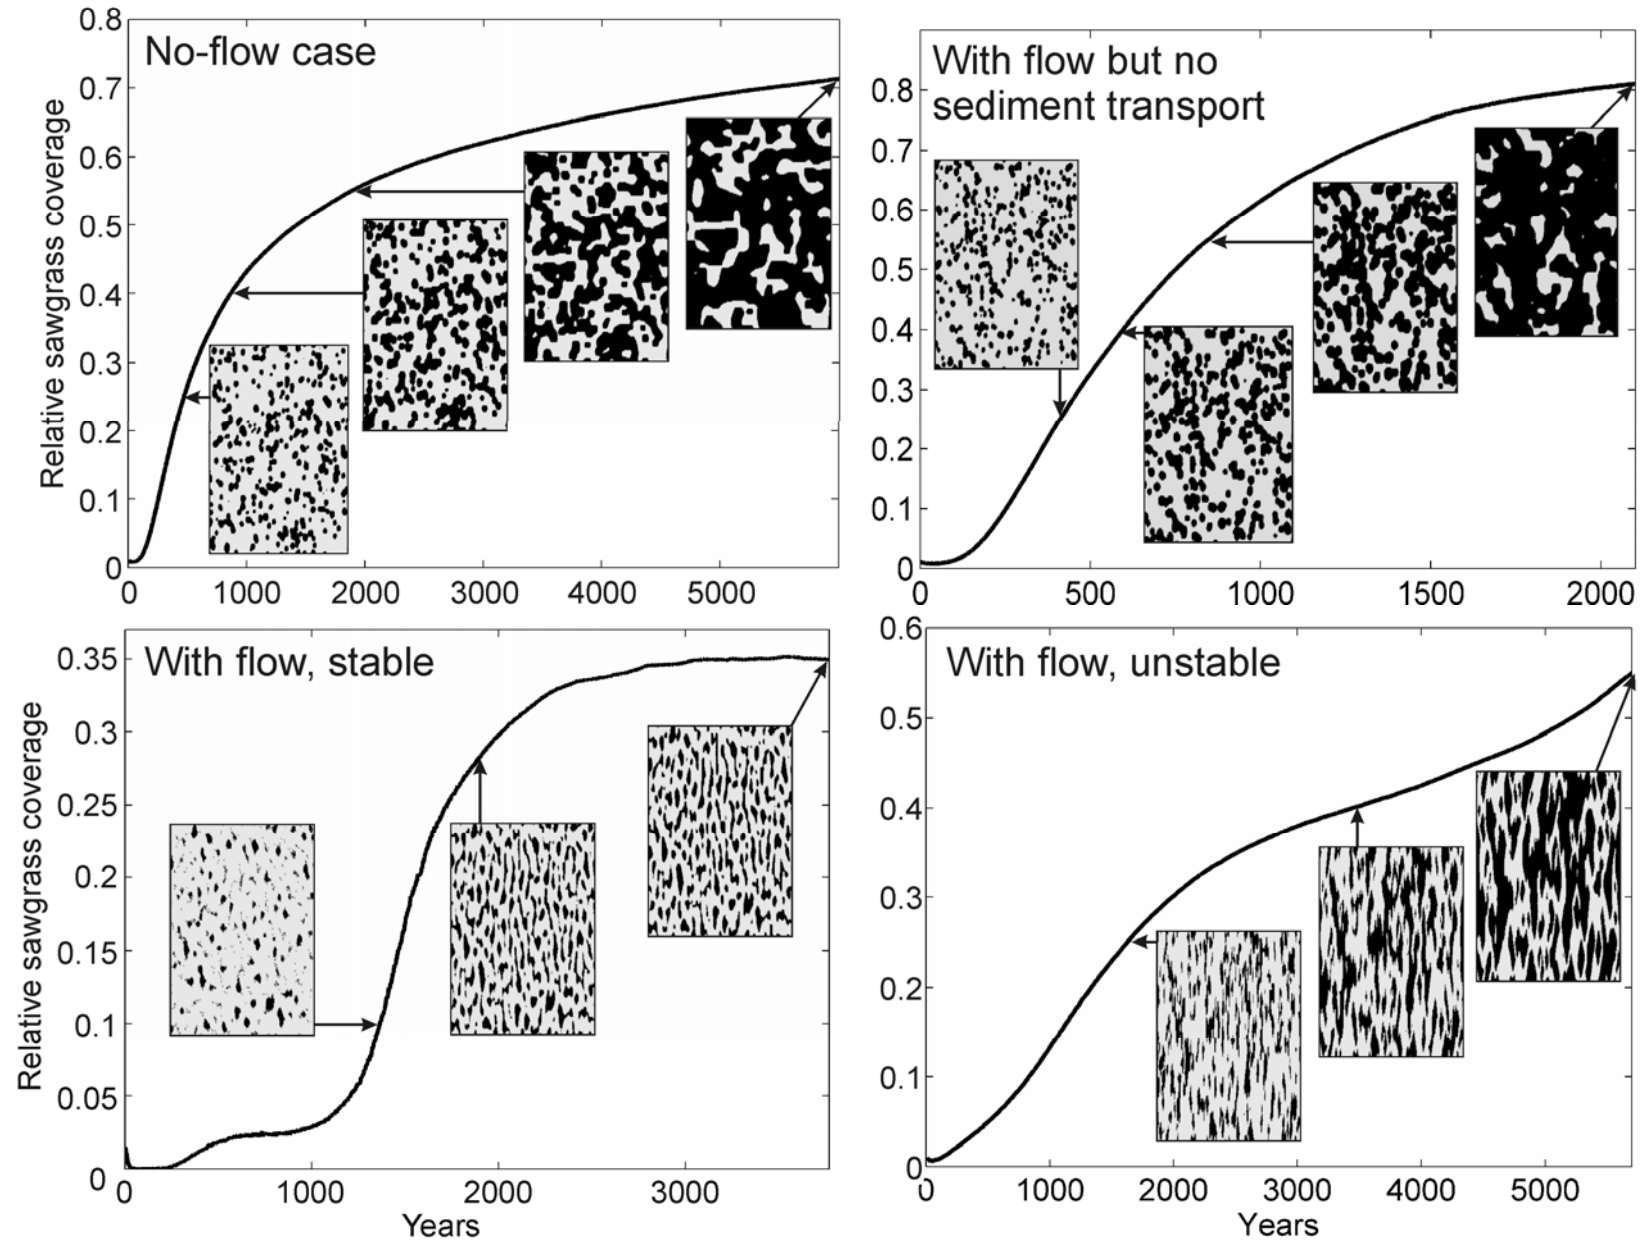 No-flow case
Relative sawgrass coverage
0.8
0.7
0.6
0.5
0.4
0.3
0.2
0.1
0
0 1000 2000 3000 4000 5000
With flow but no
sediment transport
0.8
0.7
0.6
0.5
0.4
0.3
0.2
0.1
0
0 500 1000 1500 2000
With flow, stable
Relative sawgrass coverage
0.35
0.3
0.25
0.2
0.15
0.1
0.05
0
0 1000 2000 3000
Years
With flow, unstable
0.6
0.5
0.4
0.3
0.2
0.1
0
0 1000 2000 3000 4000 5000
Years